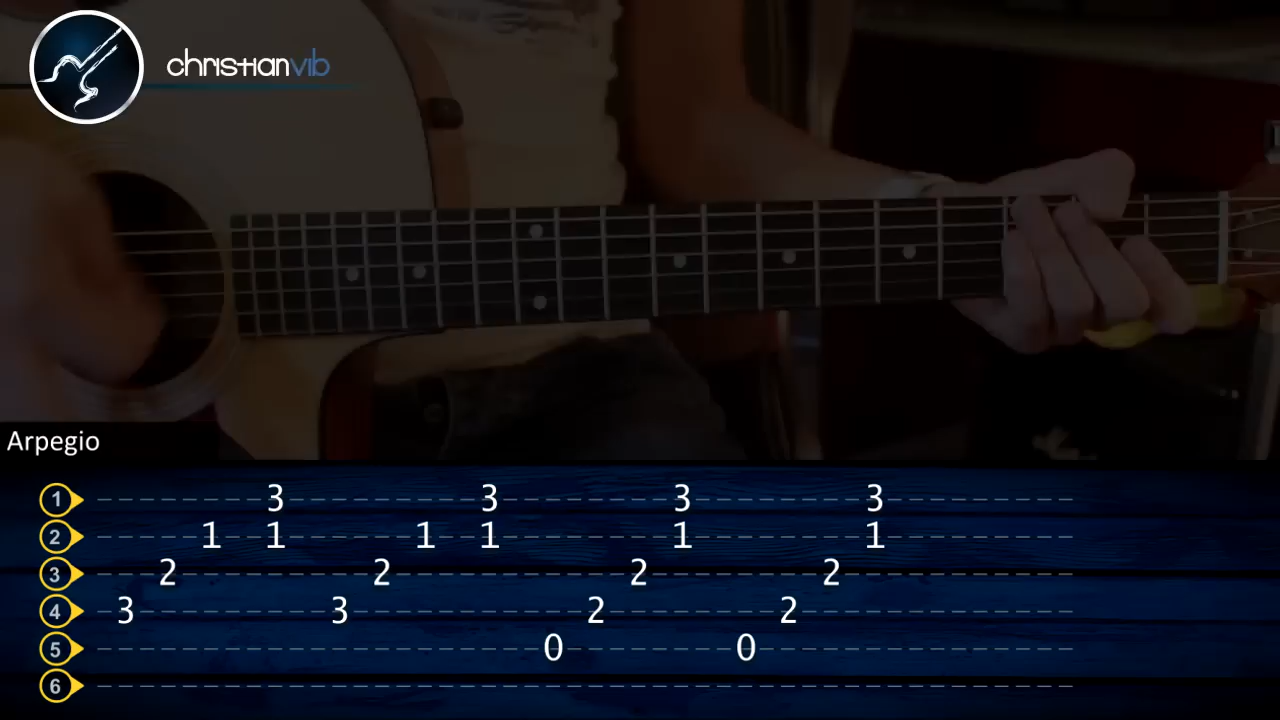 christianvib
Arpegio
1 3 3 3 3
2 1 1 1 1 1 1
3 2 2 2 2
4 3 3 2 2
5 0 0
6